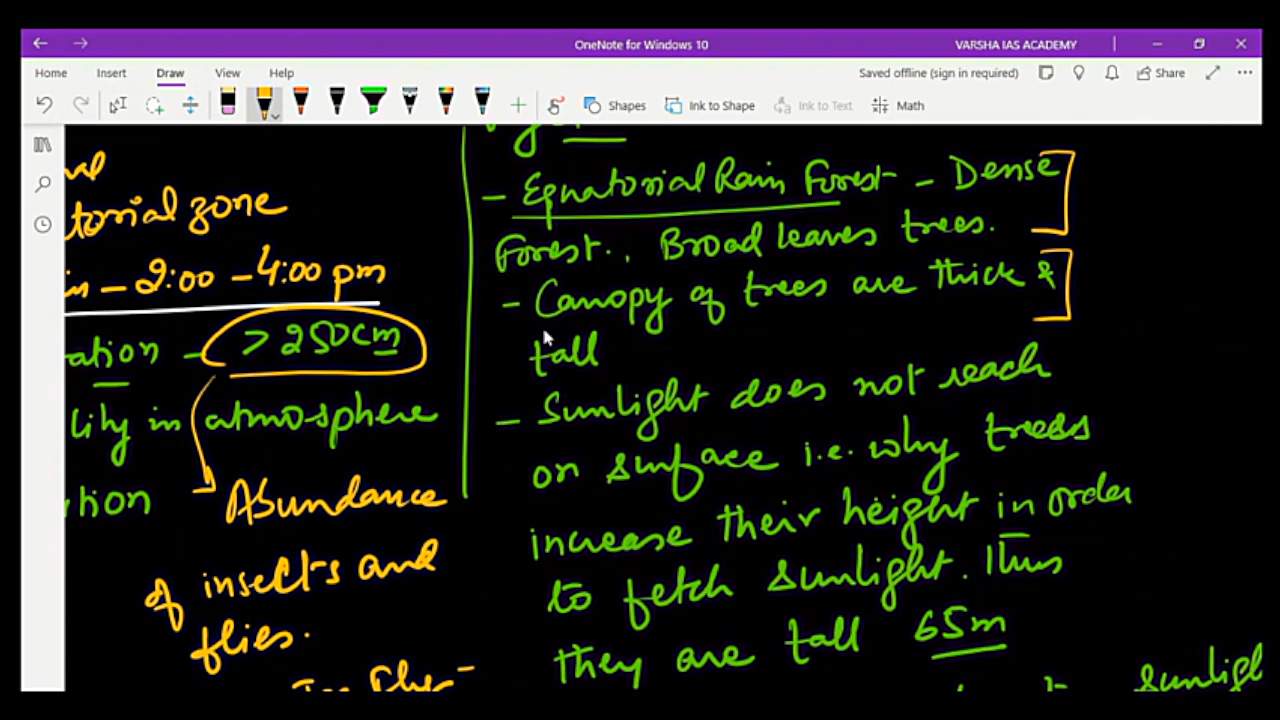 OneNote for Windows 10
VARSHA IAS ACADEMY
Home Insert Draw View Help
Saved offline (sign in required)
Share
Shapes Ink to Shape Ink to Text Math
torial zone
– 2:00 – 4:00 pm
ation – > 250cm
lity in atmosphere
Abundance
of insects and
flies.
- Equatorial Rain Forest - Dense
Forest., Broad leaves trees.
- Canopy of trees are thick &
tall
- Sunlight does not reach
on surface i.e. why trees
increase their height in order
to fetch sunlight. Thus
they are tall 65m
sunligh